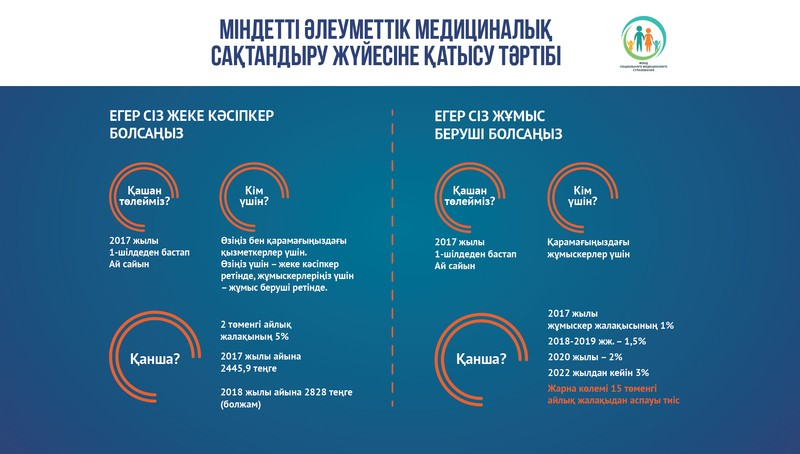 МІНДЕТТІ ӘЛЕУМЕТТІК МЕДИЦИНАЛЫҚ
САҚТАНДЫРУ ЖҮЙЕСІНЕ ҚАТЫСУ ТӘРТІБІ
ФОНД
СОЦИАЛЬНОГО МЕДИЦИНСКОГО
СТРАХОВАНИЯ
ЕГЕР СІЗ ЖЕКЕ КӘСІПКЕР
БОЛСАҢЫЗ
Қашан
төлейміз?
Кім
үшін?
2017 жылы
1-шілдеден бастап
Ай сайын
Өзіңіз бен қарамағыңыздағы
қызметкерлер үшін.
Өзіңіз үшін – жеке кәсіпкер
ретінде, жұмыскерлеріңіз үшін
– жұмыс беруші ретінде.
Қанша?
2 төменгі айлық
жалақының 5%
2017 жылы айына
2445,9 теңге
2018 жылы айына 2828 теңге
(болжам)
ЕГЕР СІЗ ЖҰМЫС
БЕРУШІ БОЛСАҢЫЗ
Қашан
төлейміз?
Кім
үшін?
2017 жылы
1-шілдеден бастап
Ай сайын
Қарамағыңыздағы
жұмыскерлер үшін
Қанша?
2017 жылы
жұмыскер жалақысының 1%
2018-2019 жж. – 1,5%
2020 жылы – 2%
2022 жылдан кейін 3%
Жарна көлемі 15 төменгі
айлық жалақыдан аспауы тиіс